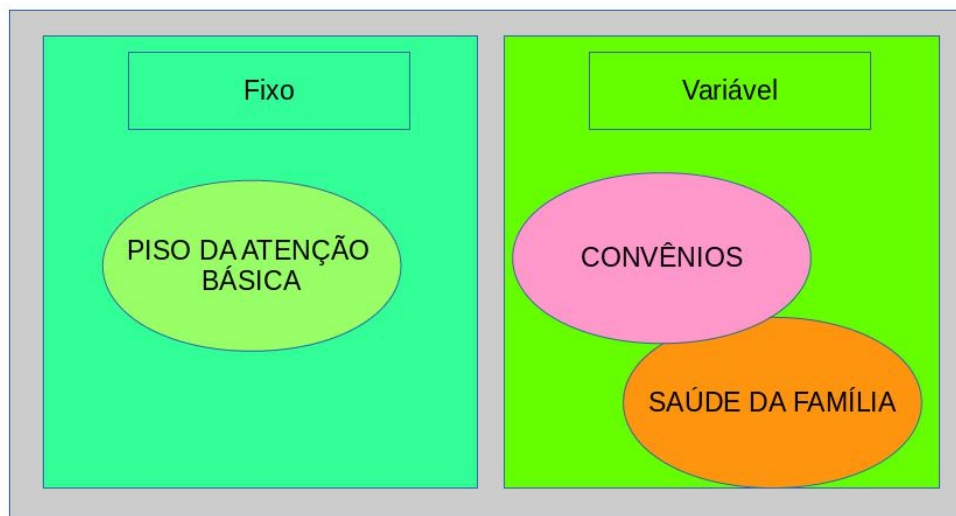 Fixo
PISO DA ATENÇÃO
BÁSICA
Variável
CONVÊNIOS
SAÚDE DA FAMÍLIA